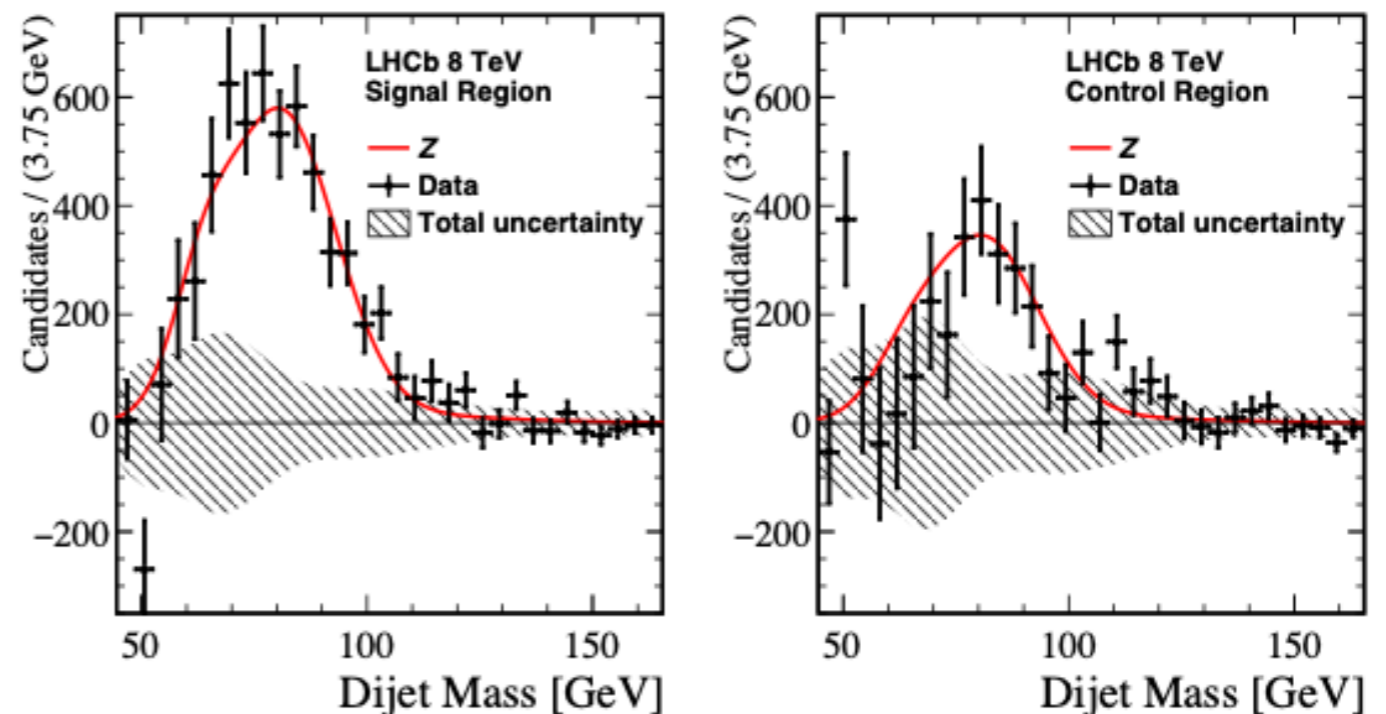 Candidates / (3.75 GeV)
600
400
200
0
−200
50
100
150
Dijet Mass [GeV]
LHCb 8 TeV
Signal Region
Z
Data
Total uncertainty
Candidates / (3.75 GeV)
600
400
200
0
−200
50
100
150
Dijet Mass [GeV]
LHCb 8 TeV
Control Region
Z
Data
Total uncertainty